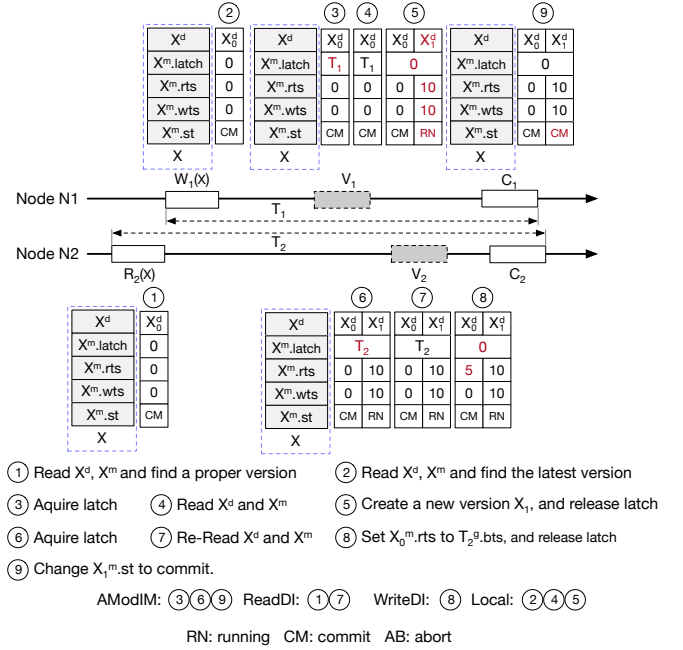 ② ③ ④ ⑤ ⑨
Xd X0d Xd X0d X0d X0d X1d Xd X0d X1d
Xm.latch 0 Xm.latch T1 T1 0 Xm.latch 0
Xm.rts 0 Xm.rts 0 0 0 10 Xm.rts 0 10
Xm.wts 0 Xm.wts 0 0 0 10 Xm.wts 0 10
Xm.st CM Xm.st CM CM CM RN Xm.st CM CM
X X X
W1(X) V1 C1
Node N1
T1
T2
Node N2
R2(X) V2 C2
① ⑥ ⑦ ⑧
Xd X0d Xd X0d X1d X0d X1d X0d X1d
Xm.latch 0 Xm.latch T2 T2 0
Xm.rts 0 Xm.rts 0 10 0 10 5 10
Xm.wts 0 Xm.wts 0 10 0 10 0 10
Xm.st CM Xm.st CM RN CM RN CM RN
X X
① Read Xd, Xm and find a proper version ② Read Xd, Xm and find the latest version
③ Aquire latch ④ Read Xd and Xm ⑤ Create a new version X1, and release latch
⑥ Aquire latch ⑦ Re-Read Xd and Xm ⑧ Set X0m.rts to T2g.bts, and release latch
⑨ Change X1m.st to commit.
AModIM: ③⑥⑨ ReadDI: ①⑦ WriteDI: ⑧ Local: ②④⑤
RN: running CM: commit AB: abort